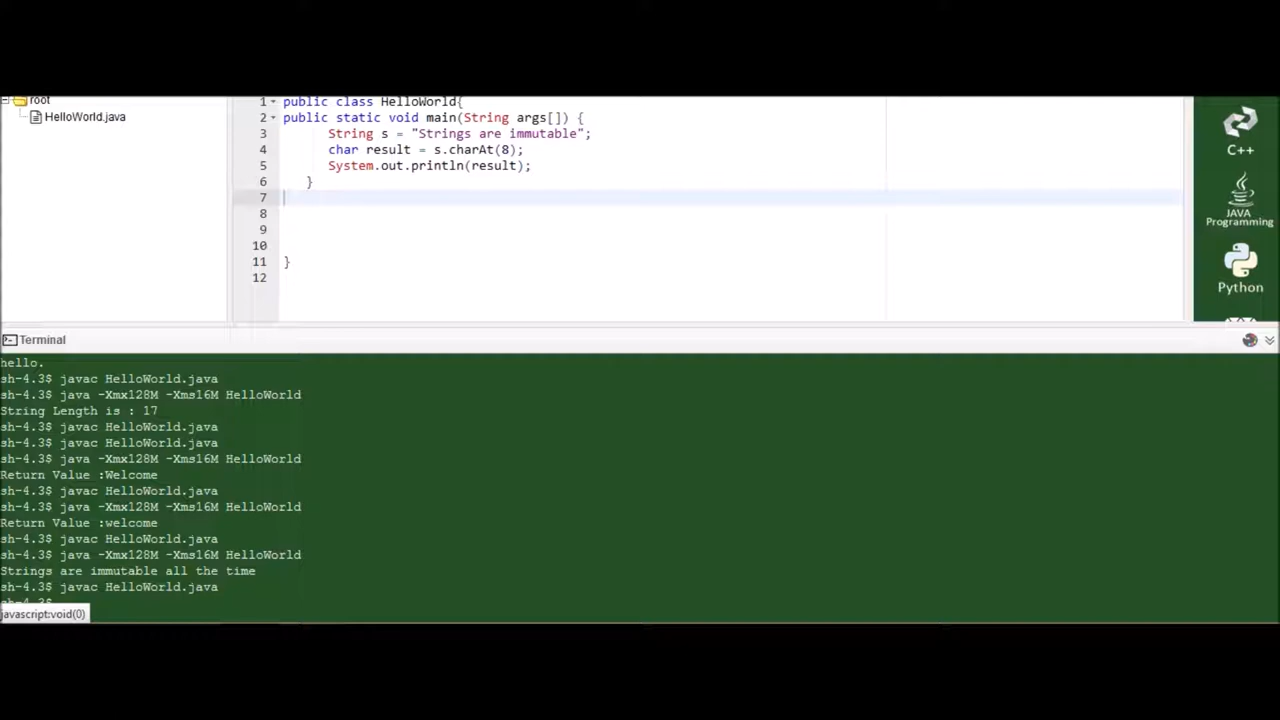 root
HelloWorld.java
1 public class HelloWorld{
2 public static void main(String args[]) {
3 String s = "Strings are immutable";
4 char result = s.charAt(8);
5 System.out.println(result);
6 }
7
8
9
10
11 }
12
C++
JAVA
Programming
Python
Terminal
hello.
sh-4.3$ javac HelloWorld.java
sh-4.3$ java -Xmx128M -Xms16M HelloWorld
String Length is : 17
sh-4.3$ javac HelloWorld.java
sh-4.3$ javac HelloWorld.java
sh-4.3$ java -Xmx128M -Xms16M HelloWorld
Return Value :Welcome
sh-4.3$ javac HelloWorld.java
sh-4.3$ java -Xmx128M -Xms16M HelloWorld
Return Value :welcome
sh-4.3$ javac HelloWorld.java
sh-4.3$ java -Xmx128M -Xms16M HelloWorld
Strings are immutable all the time
sh-4.3$ javac HelloWorld.java
sh-4.3$
javascript:void(0)